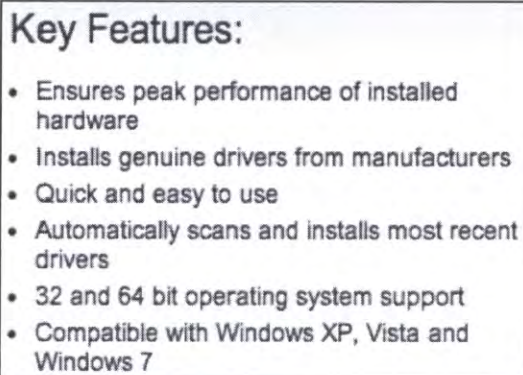 Key Features:
• Ensures peak performance of installed
hardware
• Installs genuine drivers from manufacturers
• Quick and easy to use
• Automatically scans and installs most recent
drivers
• 32 and 64 bit operating system support
• Compatible with Windows XP, Vista and
Windows 7